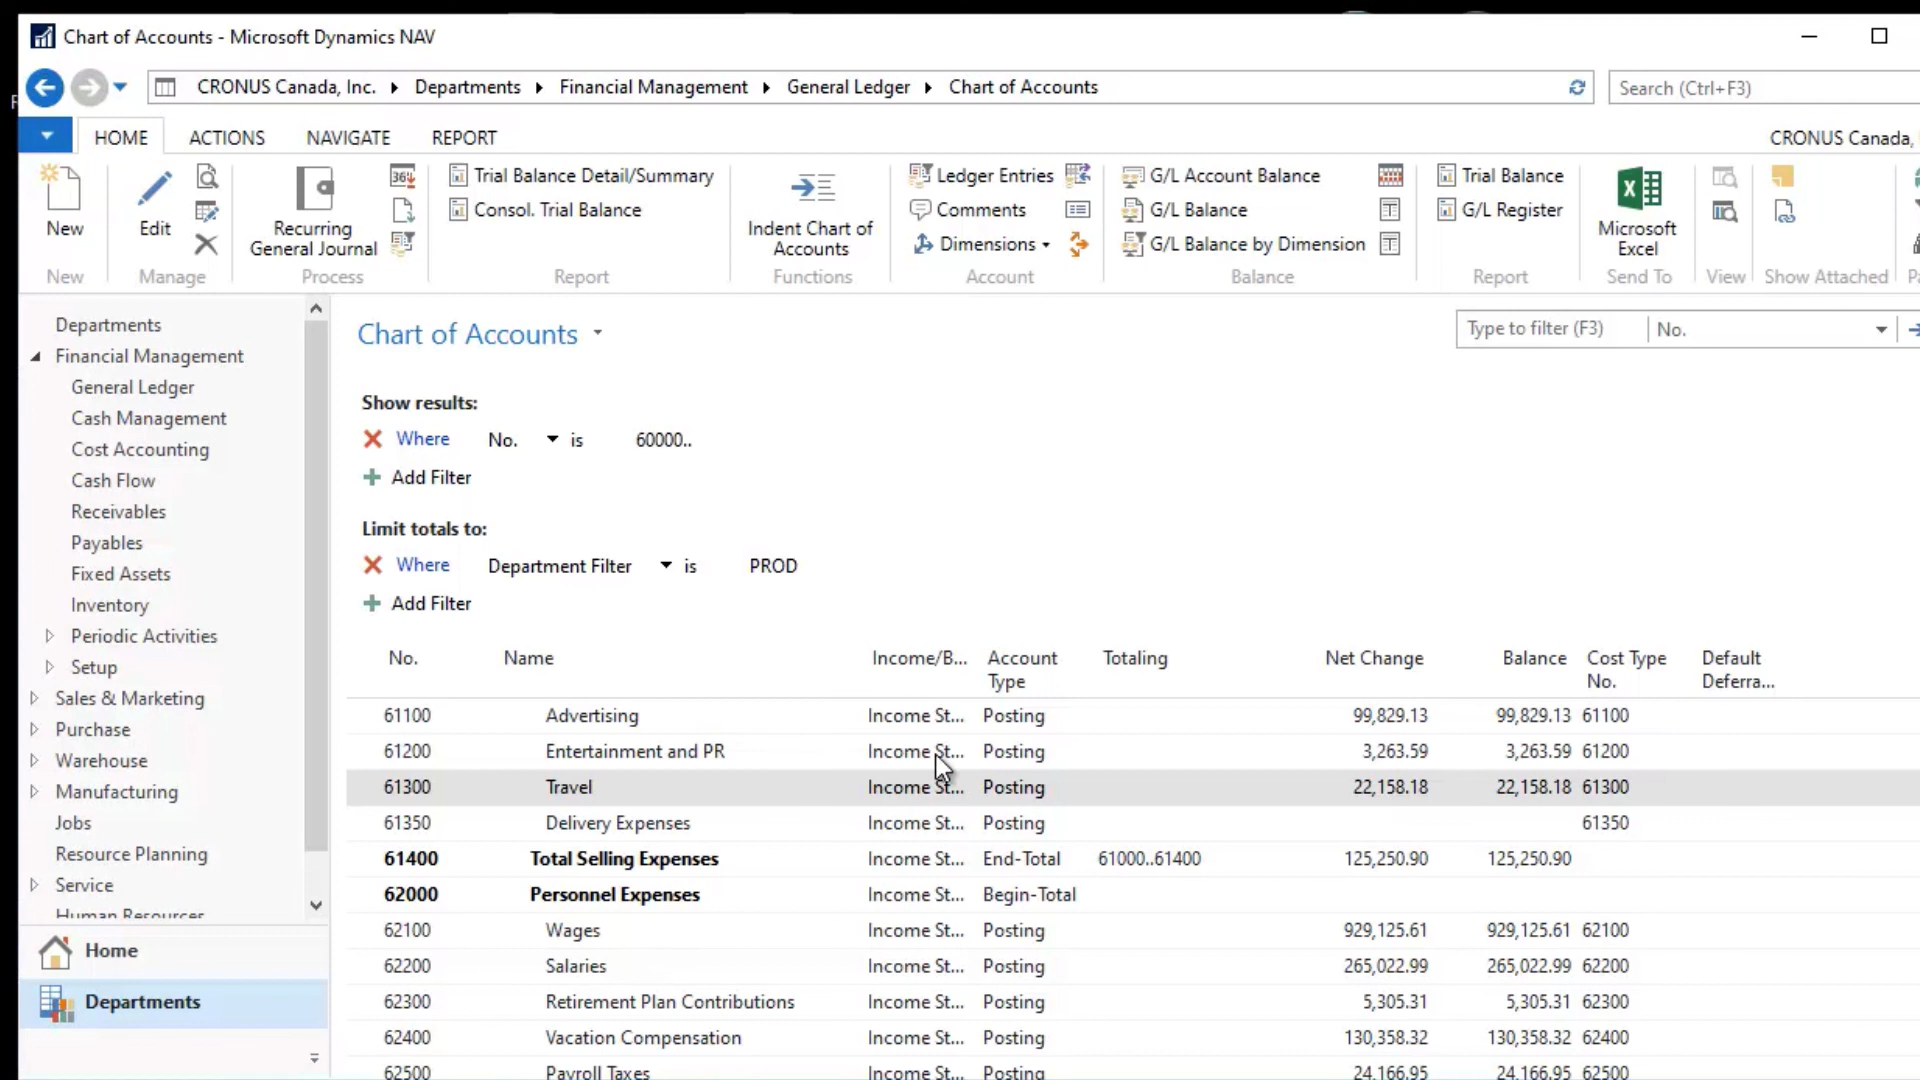 Chart of Accounts - Microsoft Dynamics NAV
CRONUS Canada, Inc. Departments Financial Management General Ledger Chart of Accounts
Search (Ctrl+F3)
HOME ACTIONS NAVIGATE REPORT
CRONUS Canada,
New
Edit
Recurring General Journal
Trial Balance Detail/Summary
Consol. Trial Balance
Indent Chart of Accounts
Ledger Entries
Comments
Dimensions
G/L Account Balance
G/L Balance
G/L Balance by Dimension
Trial Balance
G/L Register
Microsoft Excel
New Manage Process Report Functions Account Balance Report Send To View Show Attached
Departments
Financial Management
General Ledger
Cash Management
Cost Accounting
Cash Flow
Receivables
Payables
Fixed Assets
Inventory
Periodic Activities
Setup
Sales & Marketing
Purchase
Warehouse
Manufacturing
Jobs
Resource Planning
Service
Human Resources
Home
Departments
Chart of Accounts
Type to filter (F3) No.
Show results:
Where No. is 60000..
Add Filter
Limit totals to:
Where Department Filter is PROD
Add Filter
No. Name Income/B... Account Type Totaling Net Change Balance Cost Type No. Default Deferra...
61100 Advertising Income St... Posting 99,829.13 99,829.13 61100
61200 Entertainment and PR Income St... Posting 3,263.59 3,263.59 61200
61300 Travel Income St... Posting 22,158.18 22,158.18 61300
61350 Delivery Expenses Income St... Posting 61350
61400 Total Selling Expenses Income St... End-Total 61000..61400 125,250.90 125,250.90
62000 Personnel Expenses Income St... Begin-Total
62100 Wages Income St... Posting 929,125.61 929,125.61 62100
62200 Salaries Income St... Posting 265,022.99 265,022.99 62200
62300 Retirement Plan Contributions Income St... Posting 5,305.31 5,305.31 62300
62400 Vacation Compensation Income St... Posting 130,358.32 130,358.32 62400
62500 Payroll Taxes Income St... Posting 24,166.95 24,166.95 62500